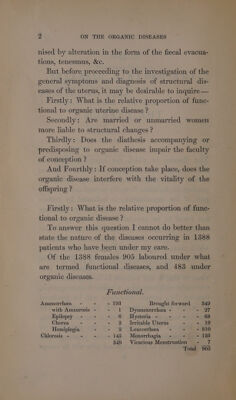 2 ON THE ORGANIC DISEASES
nised by alteration in the form of the fæcal evacua-
tions, tenesmus, &c.
But before proceeding to the investigation of the
general symptoms and diagnosis of structural dis-
eases of the uterus, it may be desirable to inquire—
Firstly: What is the relative proportion of func-
tional to organic uterine disease?
Secondly: Are married or unmarried women
more liable to structural changes?
Thirdly: Does the diathesis accompanying or
predisposing to organic disease impair the faculty
of conception?
And Fourthly: If conception take place, does the
organic disease interfere with the vitality of the
offspring?
Firstly: What is the relative proportion of func-
tional to organic disease?
To answer this question I cannot do better than
state the nature of the diseases occurring in 1388
patients who have been under my care.
Of the 1388 females 905 laboured under what
are termed functional diseases, and 483 under
organic diseases.
Functional.
Amenorrhœa - - - 193
with Amaurosis - - 1
Epilepsy - - - 6
Chorea - - - 2
Hemiplegia - - 2
Chlorosis - - - - 145
349
Brought forward 349
Dysmenorrhœa - - - 27
Hysteria - - - - 68
Irritable Uterus - - - 12
Leucorrhœa - - - 310
Menorrhagia - - - 132
Vicarious Menstruation - 7
Total 905